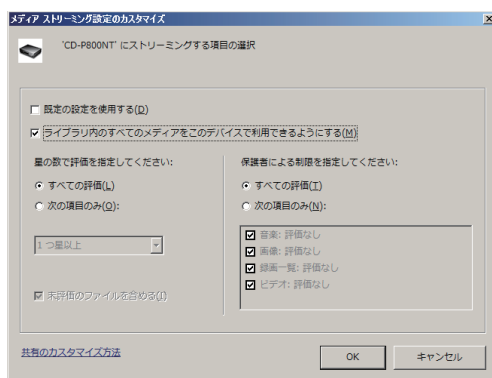 メディア ストリーミング設定のカスタマイズ
'CD-P800NT' にストリーミングする項目の選択
既定の設定を使用する(D)
ライブラリ内のすべてのメディアをこのデバイスで利用できるようにする(M)
星の数で評価を指定してください:
すべての評価(L)
次の項目のみ(O):
1 つ星以上
未評価のファイルを含める(I)
保護者による制限を指定してください:
すべての評価(T)
次の項目のみ(N):
音楽: 評価なし
画像: 評価なし
録画一覧: 評価なし
ビデオ: 評価なし
共有のカスタマイズ方法
OK
キャンセル